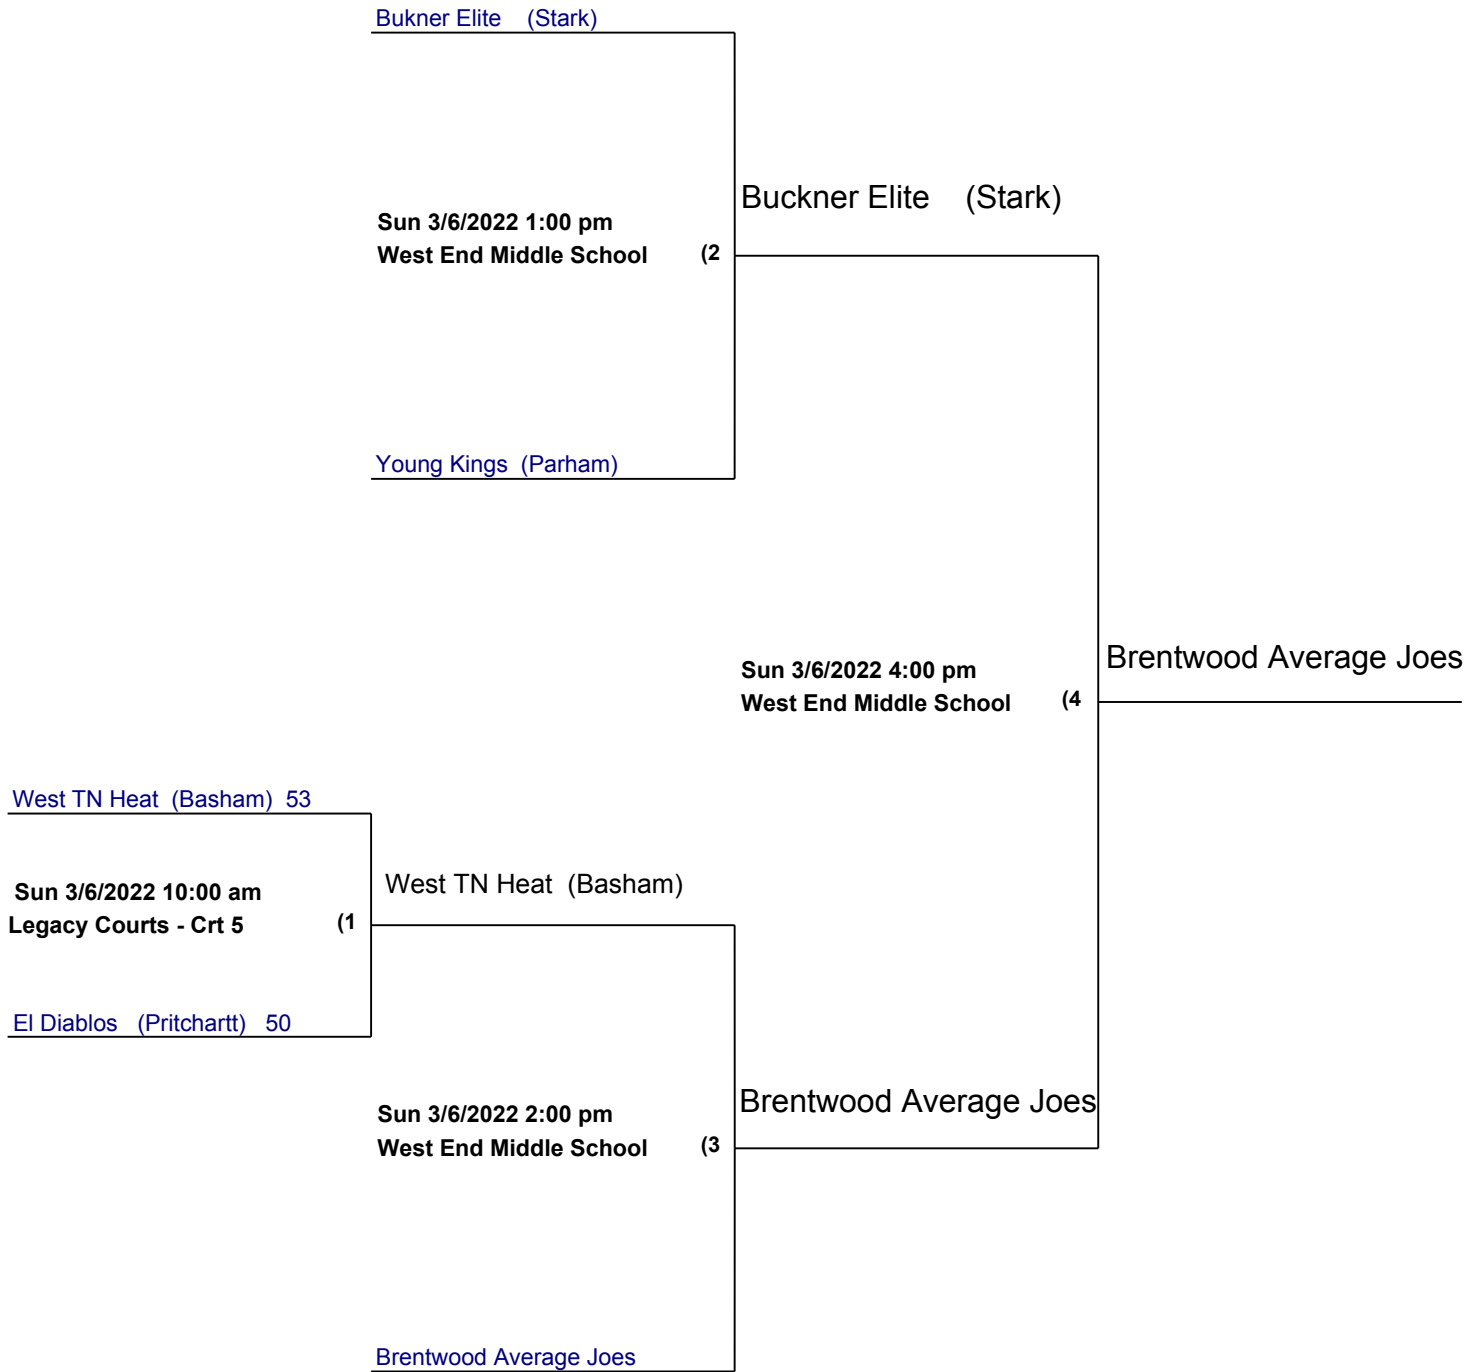 Bukner Elite (Stark)
Buckner Elite (Stark)
Sun 3/6/2022 1:00 pm
West End Middle School (2
Young Kings (Parham)
Brentwood Average Joes
Sun 3/6/2022 4:00 pm
West End Middle School (4
West TN Heat (Basham) 53
West TN Heat (Basham)
Sun 3/6/2022 10:00 am
Legacy Courts - Crt 5 (1
El Diablos (Pritchartt) 50
Brentwood Average Joes
Sun 3/6/2022 2:00 pm
West End Middle School (3
Brentwood Average Joes